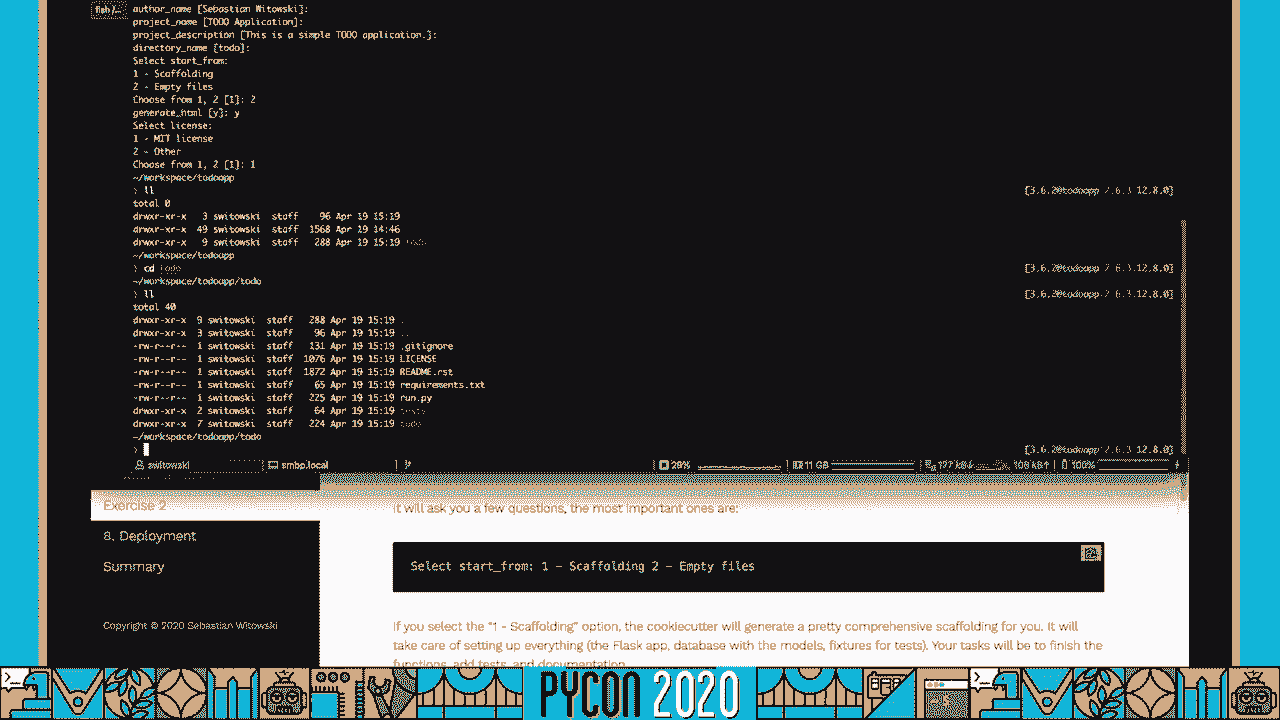 fish /~
author_name [Sebastian Witowski]:
project_name [TODO Application]:
project_description [This is a simple TODO application.]:
directory_name [todo]:
Select start_from:
1 - Scaffolding
2 - Empty files
Choose from 1, 2 [1]: 2
generate_html [y]: y
Select license:
1 - MIT license
2 - Other
Choose from 1, 2 [1]: 1
~/workspace/todoapp
) ll [3.6.2@todoapp 2.6.3 12.8.0]
total 0
drwxr-xr-x 3 switowski staff 96 Apr 19 15:19
drwxr-xr-x 49 switowski staff 1568 Apr 19 14:46
drwxr-xr-x 9 switowski staff 288 Apr 19 15:19 todo
~/workspace/todoapp
) cd todo [3.6.2@todoapp 2.6.3 12.8.0]
~/workspace/todoapp/todo
) ll [3.6.2@todoapp 2.6.3 12.8.0]
total 40
drwxr-xr-x 9 switowski staff 288 Apr 19 15:19 .
drwxr-xr-x 3 switowski staff 96 Apr 19 15:19 ..
-rw-r--r-- 1 switowski staff 131 Apr 19 15:19 .gitignore
-rw-r--r-- 1 switowski staff 1076 Apr 19 15:19 LICENSE
-rw-r--r-- 1 switowski staff 1872 Apr 19 15:19 README.rst
-rw-r--r-- 1 switowski staff 65 Apr 19 15:19 requirements.txt
-rw-r--r-- 1 switowski staff 225 Apr 19 15:19 run.py
drwxr-xr-x 2 switowski staff 64 Apr 19 15:19 tests
drwxr-xr-x 7 switowski staff 224 Apr 19 15:19 todo
~/workspace/todoapp/todo
) [3.6.2@todoapp 2.6.3 12.8.0]
switowski smbp.local 29% 11 GB 100%
Exercise 2
8. Deployment
Summary
Copyright © 2020 Sebastian Witowski
It will ask you a few questions, the most important ones are:
Select start_from: 1 - Scaffolding 2 - Empty files
If you select the "1 - Scaffolding" option, the cookiecutter will generate a pretty comprehensive scaffolding for you. It will
take care of setting up everything (the Flask app, database with the models, fixtures for tests). Your tasks will be to finish the
functions, add tests, and documentation.
PYCON 2020